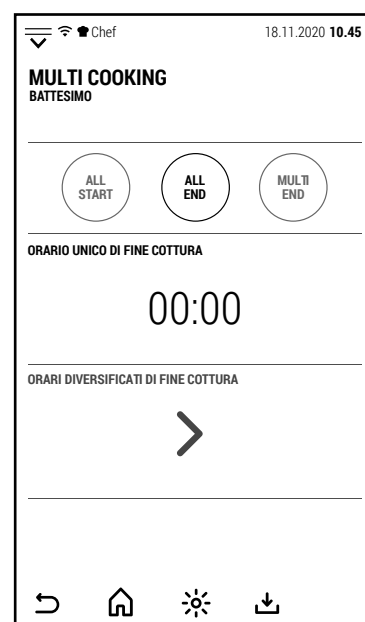 Chef 18.11.2020 10.45
MULTI COOKING
BATTESIMO
ALL START
ALL END
MULTI END
ORARIO UNICO DI FINE COTTURA
00:00
ORARI DIVERSIFICATI DI FINE COTTURA